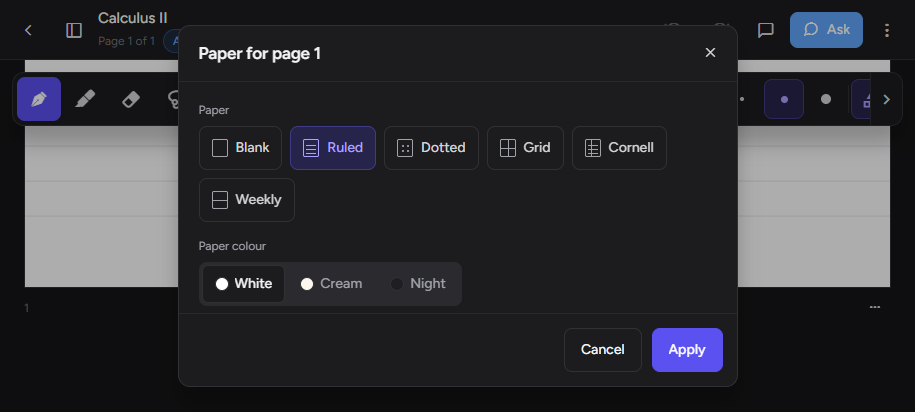 Calculus II
Page 1 of 1
Ask
Paper for page 1
Paper
Blank
Ruled
Dotted
Grid
Cornell
Weekly
Paper colour
White
Cream
Night
1
Cancel
Apply